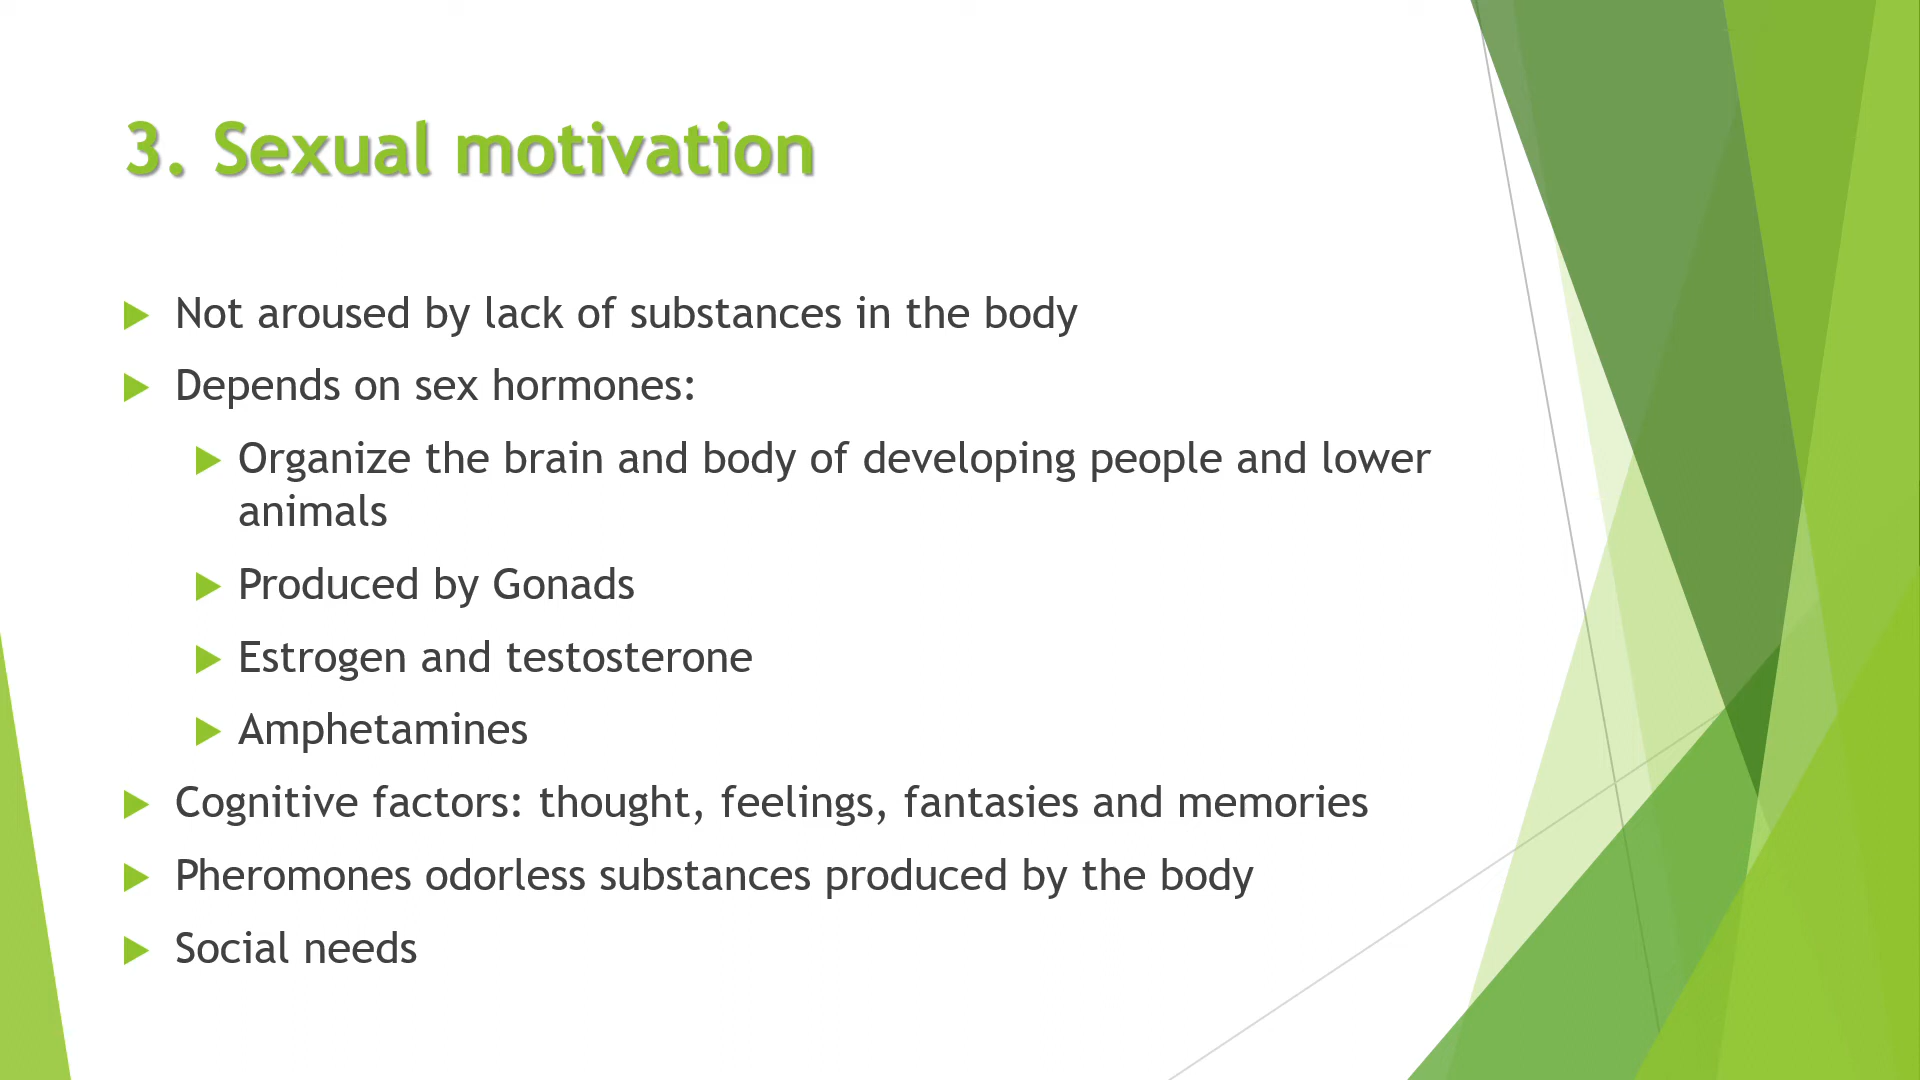 3. Sexual motivation
Not aroused by lack of substances in the body
Depends on sex hormones:
Organize the brain and body of developing people and lower
animals
Produced by Gonads
Estrogen and testosterone
Amphetamines
Cognitive factors: thought, feelings, fantasies and memories
Pheromones odorless substances produced by the body
Social needs